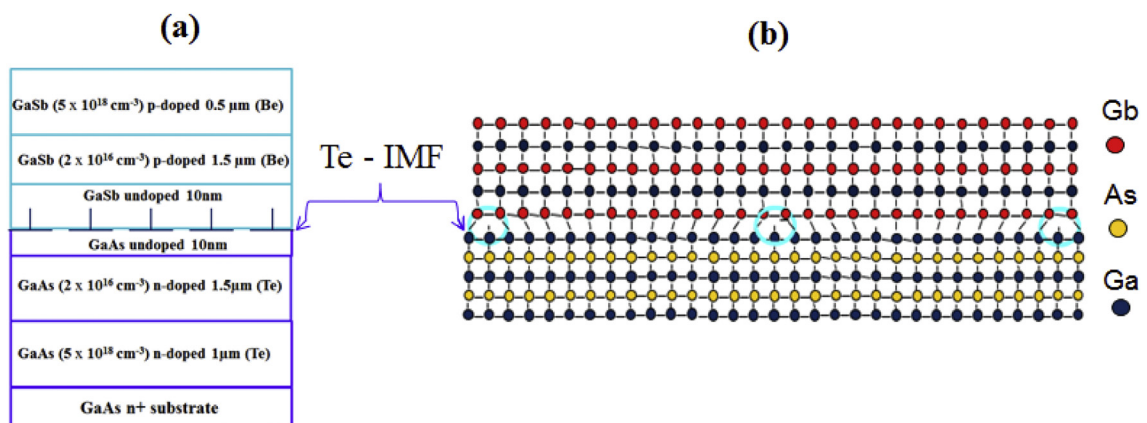 (a)
GaSb (5 x 10¹⁸ cm⁻³) p-doped 0.5 µm (Be)
GaSb (2 x 10¹⁶ cm⁻³) p-doped 1.5 µm (Be)
GaSb undoped 10nm
GaAs undoped 10nm
GaAs (2 x 10¹⁶ cm⁻³) n-doped 1.5µm (Te)
GaAs (5 x 10¹⁸ cm⁻³) n-doped 1µm (Te)
GaAs n+ substrate
Te - IMF
(b)
Gb
As
Ga